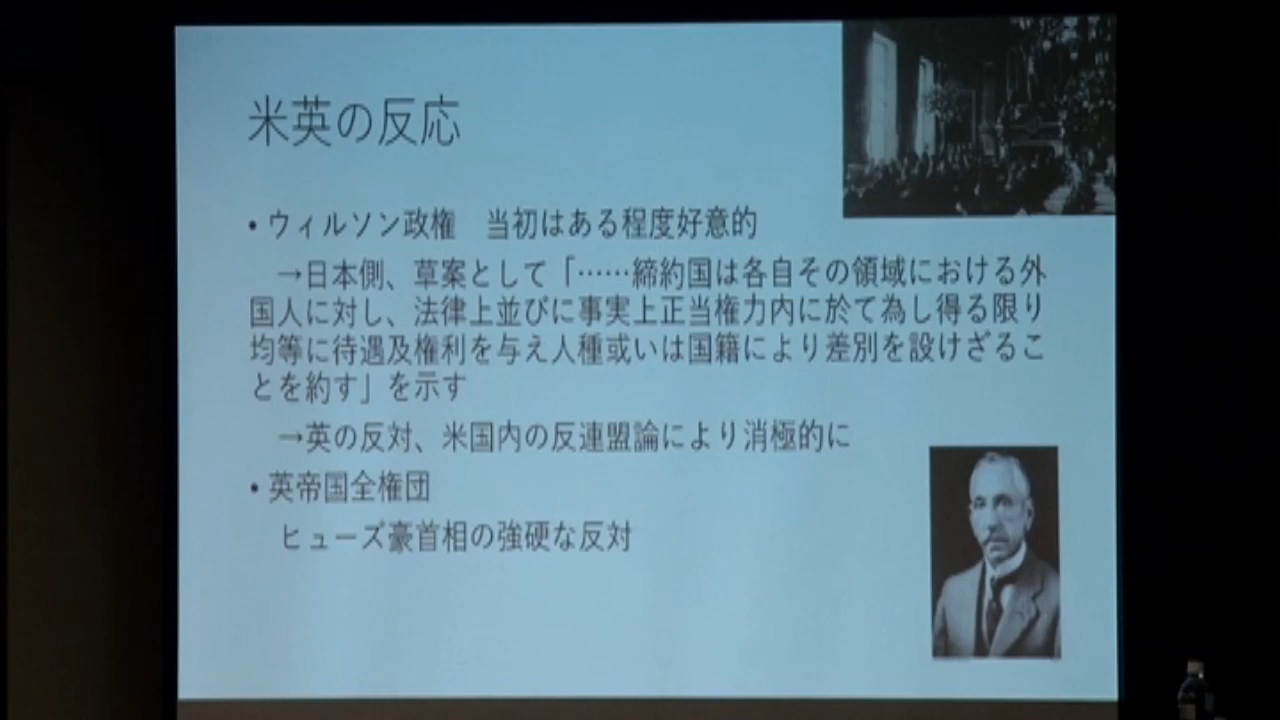 米英の反応
• ウィルソン政権　当初はある程度好意的
→日本側、草案として「……締約国は各自その領域における外
国人に対し、法律上並びに事実上正当権力内に於て為し得る限り
均等に待遇及権利を与え人種或いは国籍により差別を設けざるこ
とを約す」を示す
→英の反対、米国内の反連盟論により消極的に
• 英帝国全権団
ヒューズ豪首相の強硬な反対